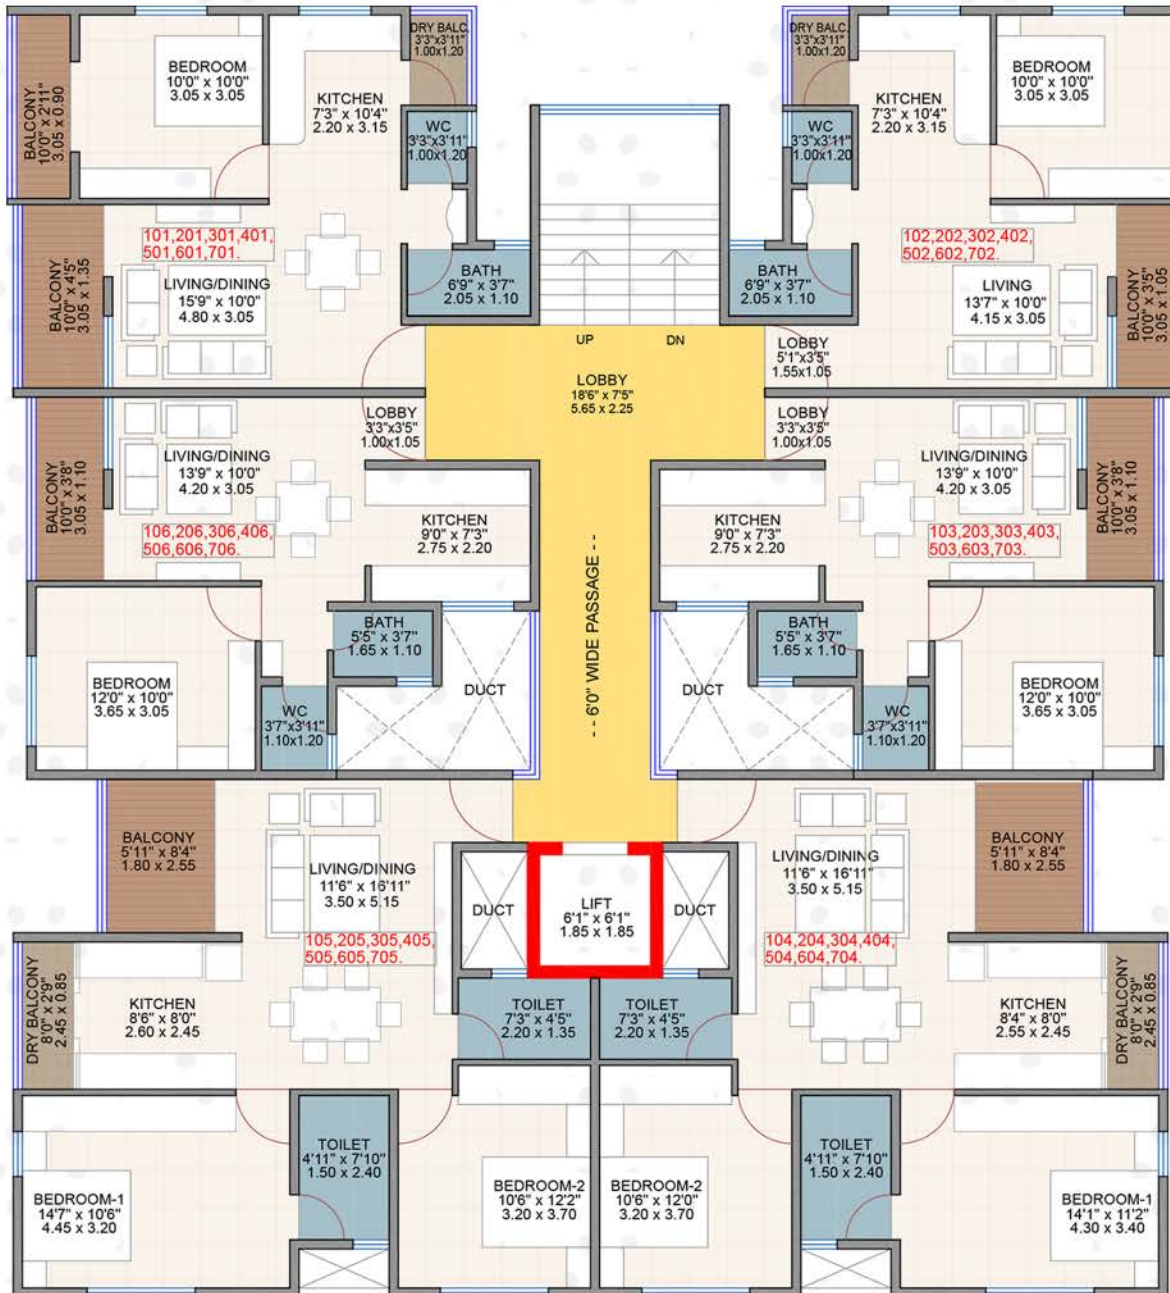 DRY BALC.
3'3"x3'11"
1.00x1.20
BEDROOM
10'0" x 10'0"
3.05 x 3.05
KITCHEN
7'3" x 10'4"
2.20 x 3.15
BALCONY
10'0" x 2'11"
3.05 x 0.90
WC
3'3"x3'11"
1.00x1.20
101,201,301,401,
501,601,701.
BALCONY
10'0" x 4'5"
3.05 x 1.35
LIVING/DINING
15'9" x 10'0"
4.80 x 3.05
BATH
6'9" x 3'7"
2.05 x 1.10
DRY BALC.
3'3"x3'11"
1.00x1.20
KITCHEN
7'3" x 10'4"
2.20 x 3.15
BEDROOM
10'0" x 10'0"
3.05 x 3.05
WC
3'3"x3'11"
1.00x1.20
102,202,302,402,
502,602,702.
BATH
6'9" x 3'7"
2.05 x 1.10
LIVING
13'7" x 10'0"
4.15 x 3.05
BALCONY
10'0" x 3'5"
3.05 x 1.05
UP
DN
LOBBY
5'1"x3'5"
1.55x1.05
LOBBY
18'6" x 7'5"
5.65 x 2.25
LOBBY
3'3"x3'5"
1.00x1.05
LIVING/DINING
13'9" x 10'0"
4.20 x 3.05
BALCONY
10'0" x 3'8"
3.05 x 1.10
KITCHEN
9'0" x 7'3"
2.75 x 2.20
106,206,306,406,
506,606,706.
BATH
5'5" x 3'7"
1.65 x 1.10
BEDROOM
12'0" x 10'0"
3.65 x 3.05
WC
3'7"x3'11"
1.10x1.20
DUCT
-- 6'0" WIDE PASSAGE --
LOBBY
3'3"x3'5"
1.00x1.05
LIVING/DINING
13'9" x 10'0"
4.20 x 3.05
BALCONY
10'0" x 3'8"
3.05 x 1.10
KITCHEN
9'0" x 7'3"
2.75 x 2.20
103,203,303,403,
503,603,703.
BATH
5'5" x 3'7"
1.65 x 1.10
DUCT
WC
3'7"x3'11"
1.10x1.20
BEDROOM
12'0" x 10'0"
3.65 x 3.05
BALCONY
5'11" x 8'4"
1.80 x 2.55
LIVING/DINING
11'6" x 16'11"
3.50 x 5.15
DUCT
105,205,305,405,
505,605,705.
DRY BALCONY
8'0" x 2'9"
2.45 x 0.85
KITCHEN
8'6" x 8'0"
2.60 x 2.45
TOILET
7'3" x 4'5"
2.20 x 1.35
TOILET
4'11" x 7'10"
1.50 x 2.40
BEDROOM-1
14'7" x 10'6"
4.45 x 3.20
BEDROOM-2
10'6" x 12'2"
3.20 x 3.70
LIFT
6'1" x 6'1"
1.85 x 1.85
DUCT
LIVING/DINING
11'6" x 16'11"
3.50 x 5.15
BALCONY
5'11" x 8'4"
1.80 x 2.55
104,204,304,404,
504,604,704.
TOILET
7'3" x 4'5"
2.20 x 1.35
KITCHEN
8'4" x 8'0"
2.55 x 2.45
DRY BALCONY
8'0" x 2'9"
2.45 x 0.85
BEDROOM-2
10'6" x 12'0"
3.20 x 3.70
TOILET
4'11" x 7'10"
1.50 x 2.40
BEDROOM-1
14'1" x 11'2"
4.30 x 3.40